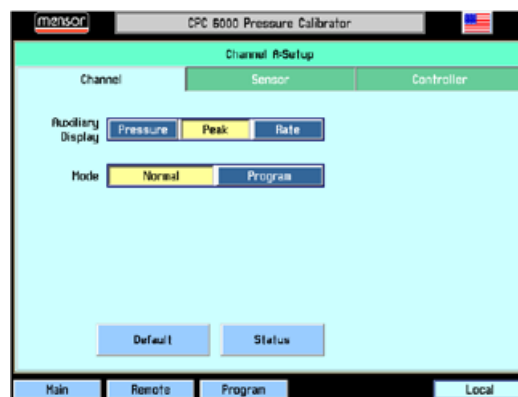 mensor
CPC 6000 Pressure Calibrator
Channel A:Setup
Channel Sensor Controller
Auxiliary Display Pressure Peak Rate
Mode Normal Program
Default Status
Main Remote Program Local